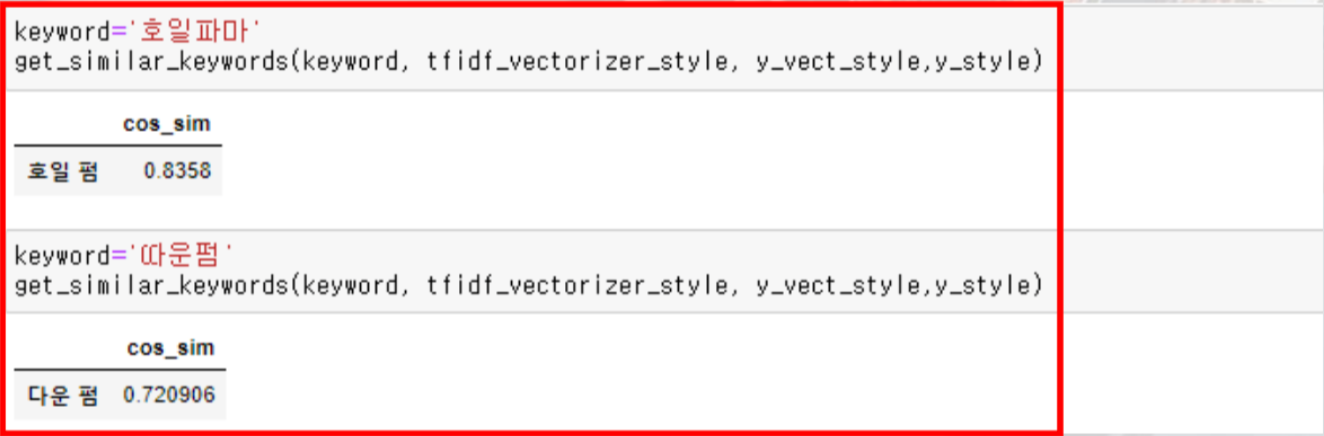 keyword='호일파마'
get_similar_keywords(keyword, tfidf_vectorizer_style, y_vect_style,y_style)
cos_sim
호일 펌 0.8358
keyword='따운펌'
get_similar_keywords(keyword, tfidf_vectorizer_style, y_vect_style,y_style)
cos_sim
다운 펌 0.720906